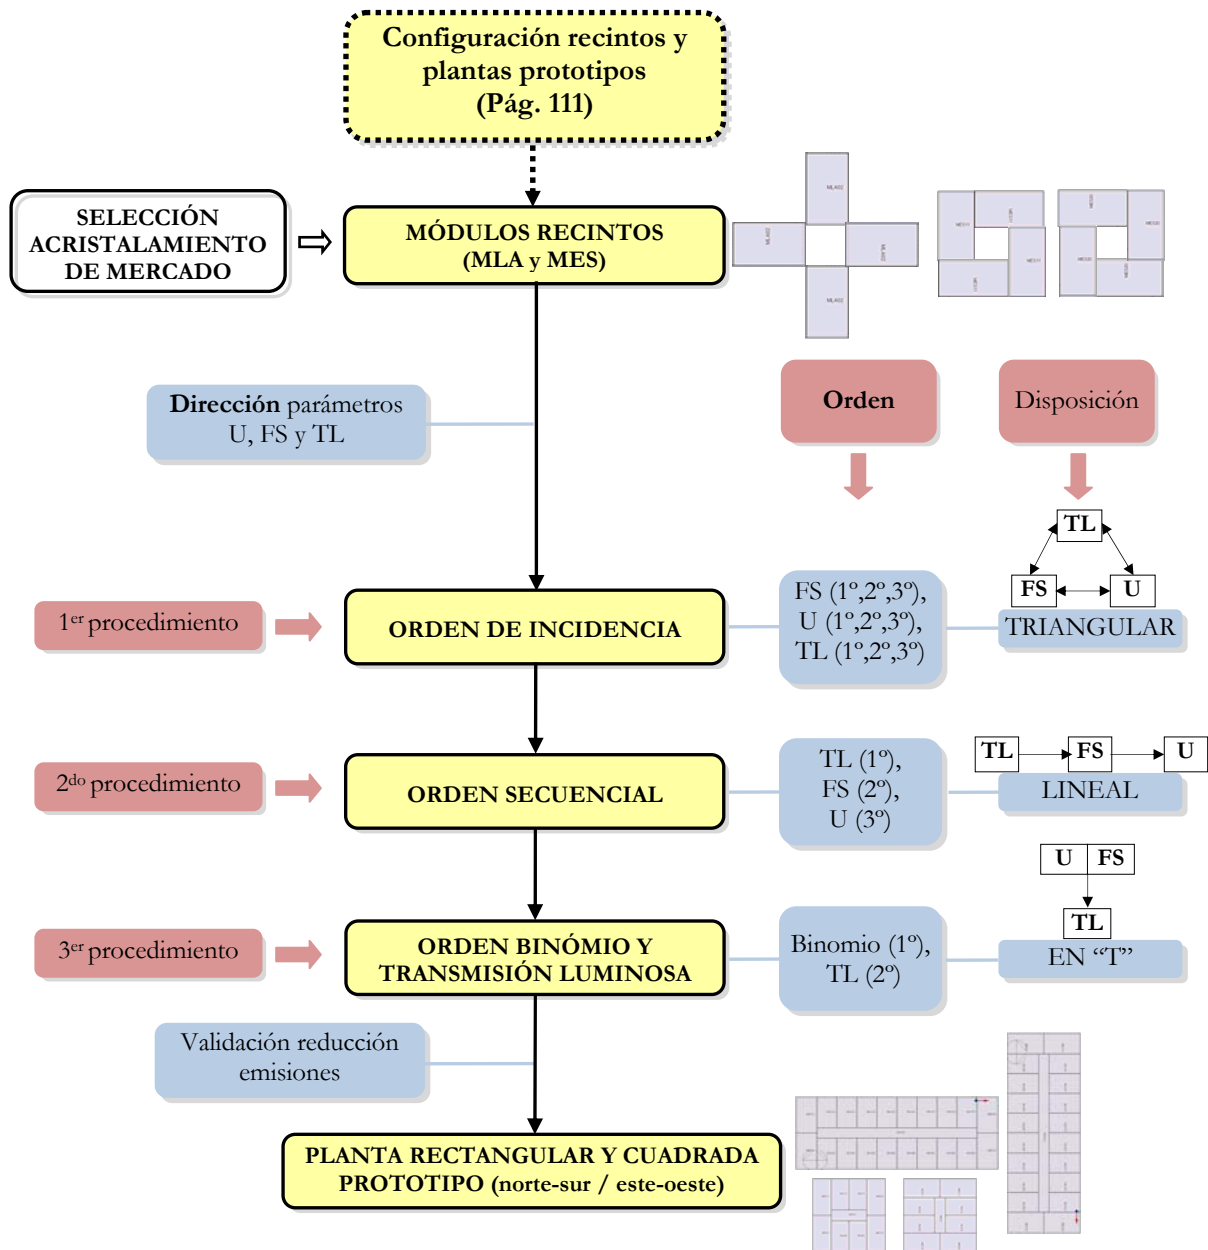 Configuración recintos y
plantas prototipos
(Pág. 111)
SELECCIÓN
ACRISTALAMIENTO
DE MERCADO
MÓDULOS RECINTOS
(MLA y MES)
Dirección parámetros
U, FS y TL
Orden
Disposición
TL
FS
U
TRIANGULAR
1er procedimiento
ORDEN DE INCIDENCIA
FS (1º,2º,3º),
U (1º,2º,3º),
TL (1º,2º,3º)
2do procedimiento
ORDEN SECUENCIAL
TL (1º),
FS (2º),
U (3º)
TL
FS
U
LINEAL
3er procedimiento
ORDEN BINÓMIO Y
TRANSMISIÓN LUMINOSA
Binomio (1º),
TL (2º)
U
FS
TL
EN “T”
Validación reducción
emisiones
PLANTA RECTANGULAR Y CUADRADA
PROTOTIPO (norte-sur / este-oeste)